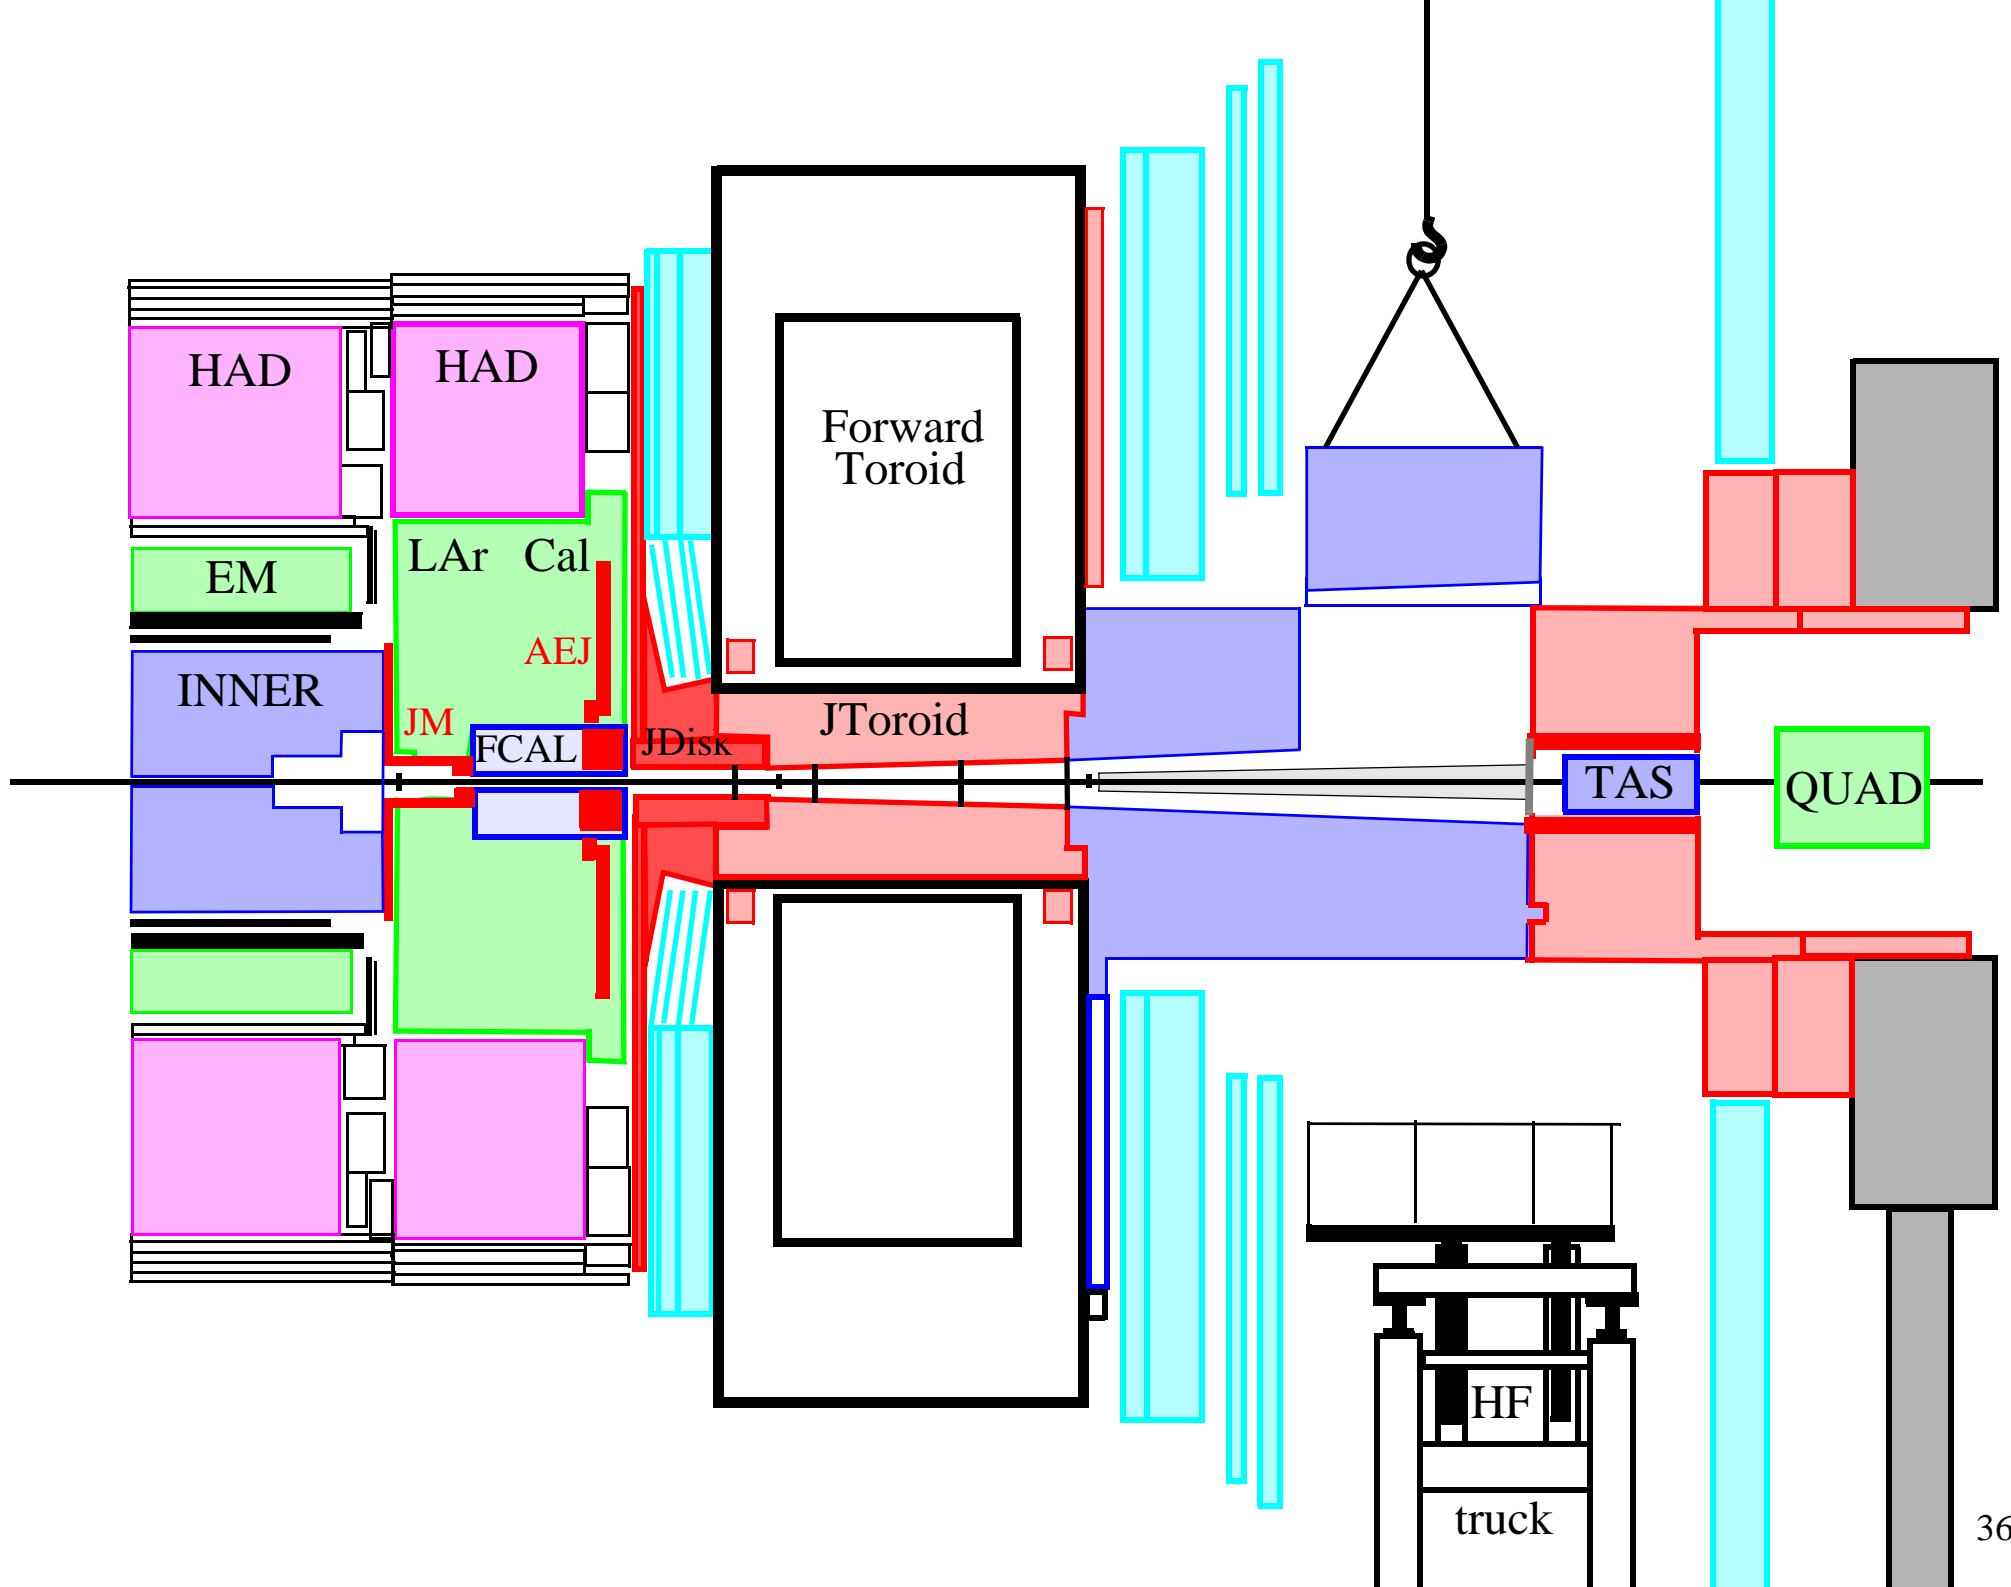 HAD
HAD
Forward
Toroid
LAr Cal
EM
AEJ
INNER
JM
JToroid
FCAL
JDisk
TAS
QUAD
HF
truck
36